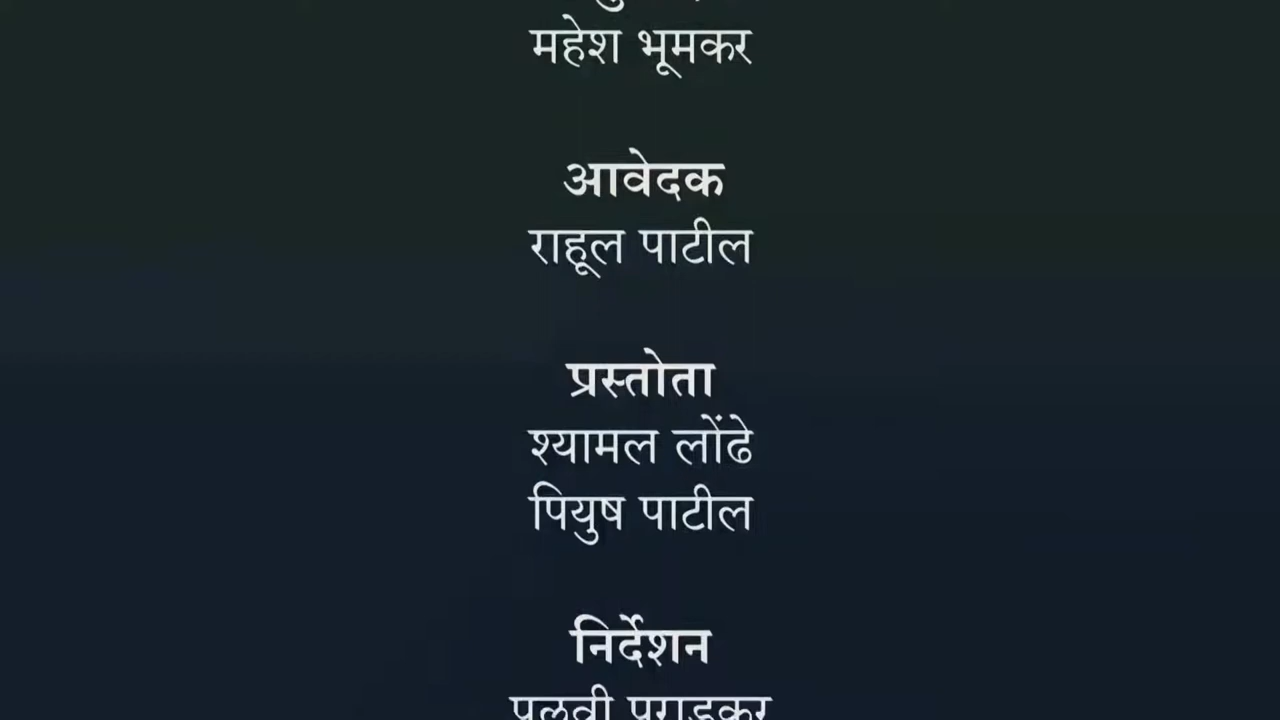 महेश भूमकर
आवेदक
राहूल पाटील
प्रस्तोता
श्यामल लोंढे
पियुष पाटील
निर्देशन